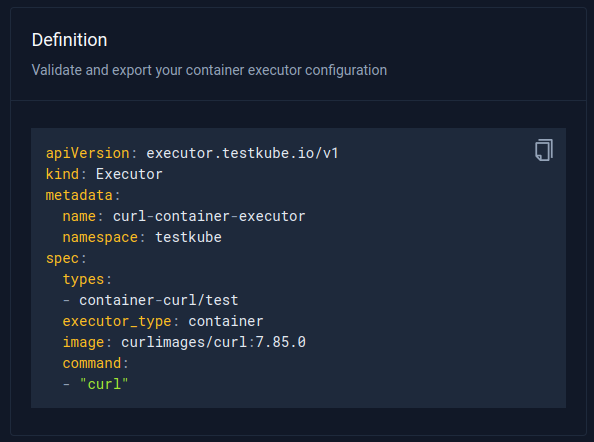 Definition
Validate and export your container executor configuration
apiVersion: executor.testkube.io/v1
kind: Executor
metadata:
  name: curl-container-executor
  namespace: testkube
spec:
  types:
  - container-curl/test
  executor_type: container
  image: curlimages/curl:7.85.0
  command:
  - "curl"